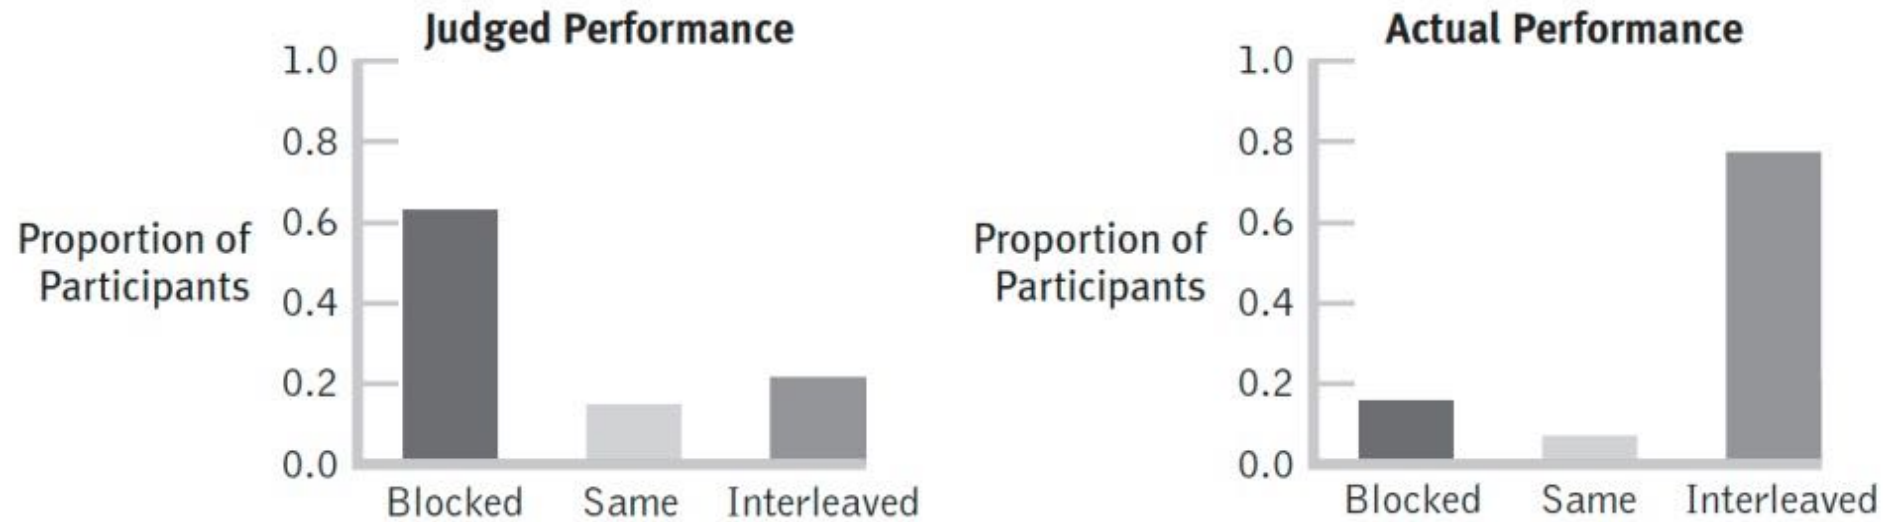 Judged Performance
1.0
0.8
0.6
0.4
0.2
0.0
Proportion of
Participants
Blocked Same Interleaved
Actual Performance
1.0
0.8
0.6
0.4
0.2
0.0
Proportion of
Participants
Blocked Same Interleaved